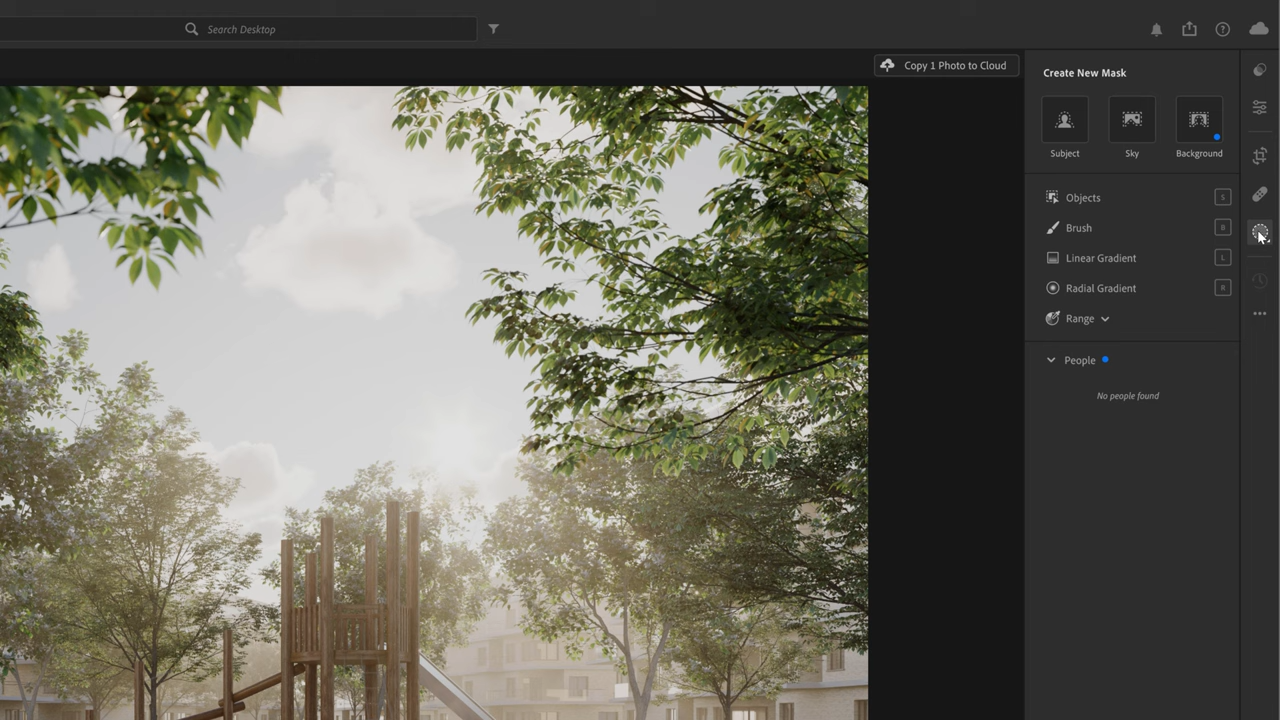 Search Desktop
Copy 1 Photo to Cloud
Create New Mask
Subject
Sky
Background
Objects
S
Brush
B
Linear Gradient
L
Radial Gradient
R
Range
People
No people found